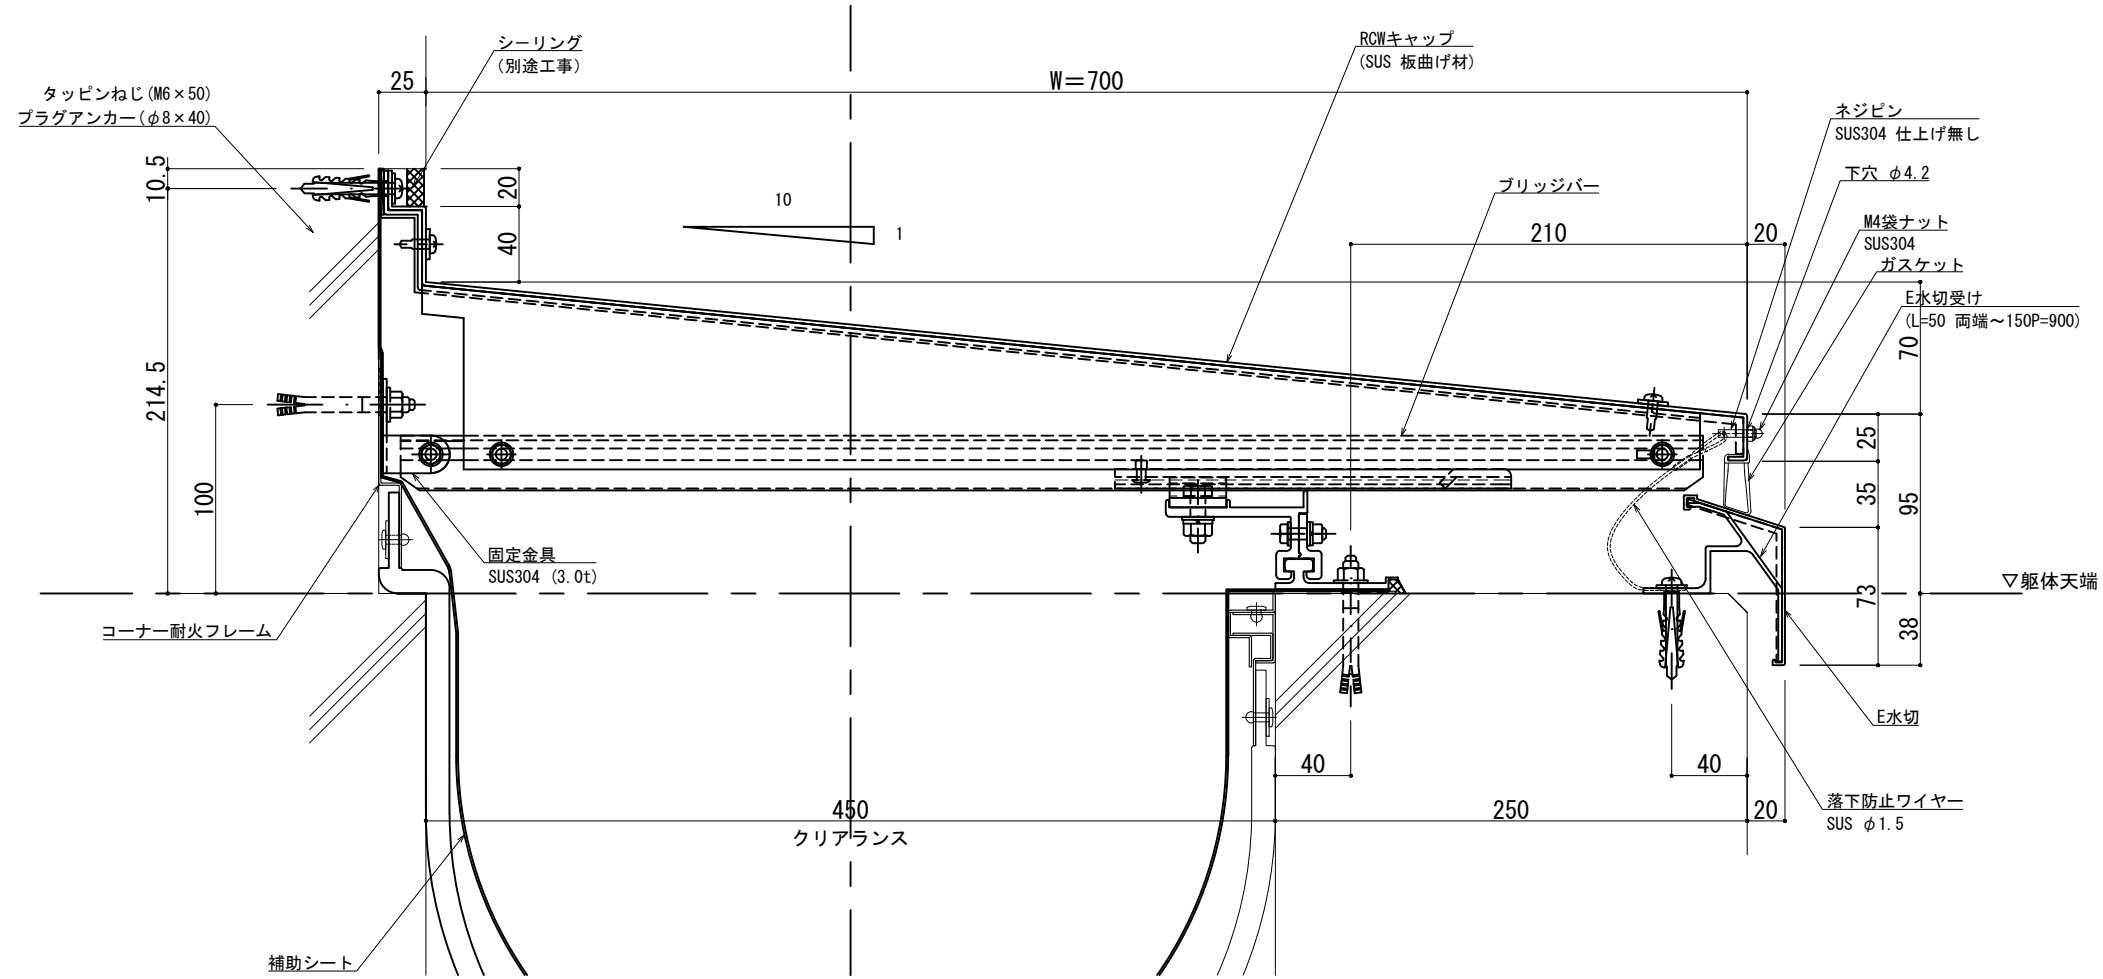 シーリング
(別途工事)
RCWキャップ
(SUS 板曲げ材)
25
W=700
タッピンねじ(M6×50)
プラグアンカー(φ8×40)
ネジピン
SUS304 仕上げ無し
10.5
20
ブリッジバー
下穴 φ4.2
10
1
40
210
20
M4袋ナット
SUS304
ガスケット
E水切受け
(L=50 両端~150P=900)
70
214.5
25
100
35
95
固定金具
SUS304 (3.0t)
▽躯体天端
73
38
コーナー耐火フレーム
E水切
40
40
450
クリアランス
250
20
落下防止ワイヤー
SUS φ1.5
補助シート